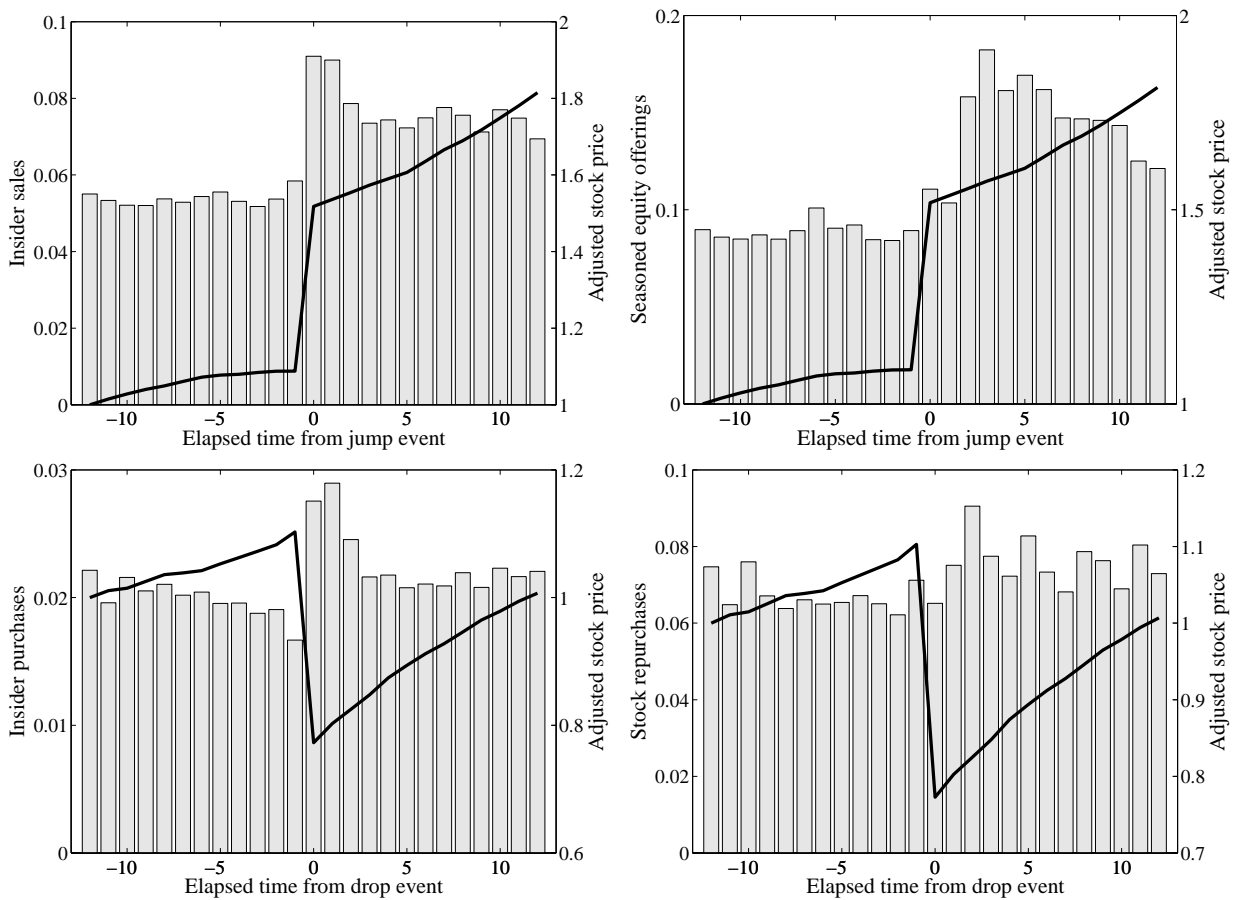 0.1
0.08
0.06
0.04
0.02
0
Insider sales
2
1.8
1.6
1.4
1.2
1
Adjusted stock price
−10 −5 0 5 10
Elapsed time from jump event
0.2
0.1
0
Seasoned equity offerings
2
1.5
1
Adjusted stock price
−10 −5 0 5 10
Elapsed time from jump event
0.03
0.02
0.01
0
Insider purchases
1.2
1
0.8
0.6
Adjusted stock price
−10 −5 0 5 10
Elapsed time from drop event
0.1
0.08
0.06
0.04
0.02
0
Stock repurchases
1.2
1.1
1
0.9
0.8
0.7
Adjusted stock price
−10 −5 0 5 10
Elapsed time from drop event